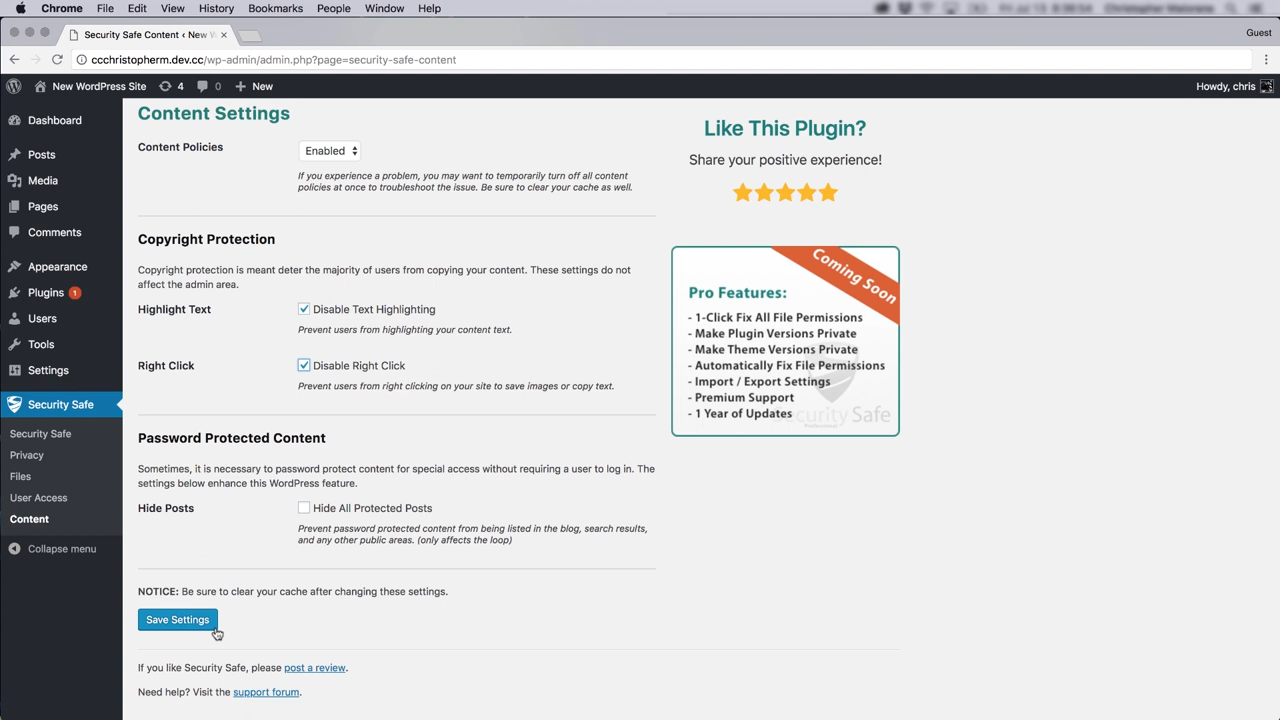 Chrome File Edit View History Bookmarks People Window Help
Security Safe Content ‹ New W
Guest
ccchristopherm.dev.cc/wp-admin/admin.php?page=security-safe-content
New WordPress Site 4 0 New
Howdy, chris
Dashboard
Posts
Media
Pages
Comments
Appearance
Plugins 1
Users
Tools
Settings
Security Safe
Security Safe
Privacy
Files
User Access
Content
Collapse menu
Content Settings
Content Policies
Enabled
If you experience a problem, you may want to temporarily turn off all content
policies at once to troubleshoot the issue. Be sure to clear your cache as well.
Copyright Protection
Copyright protection is meant deter the majority of users from copying your content. These settings do not
affect the admin area.
Highlight Text
Disable Text Highlighting
Prevent users from highlighting your content text.
Right Click
Disable Right Click
Prevent users from right clicking on your site to save images or copy text.
Password Protected Content
Sometimes, it is necessary to password protect content for special access without requiring a user to log in. The
settings below enhance this WordPress feature.
Hide Posts
Hide All Protected Posts
Prevent password protected content from being listed in the blog, search results,
and any other public areas. (only affects the loop)
NOTICE: Be sure to clear your cache after changing these settings.
Save Settings
If you like Security Safe, please post a review.
Need help? Visit the support forum.
Like This Plugin?
Share your positive experience!
Coming Soon
Pro Features:
- 1-Click Fix All File Permissions
- Make Plugin Versions Private
- Make Theme Versions Private
- Automatically Fix File Permissions
- Import / Export Settings
- Premium Support
- 1 Year of Updates
Security Safe